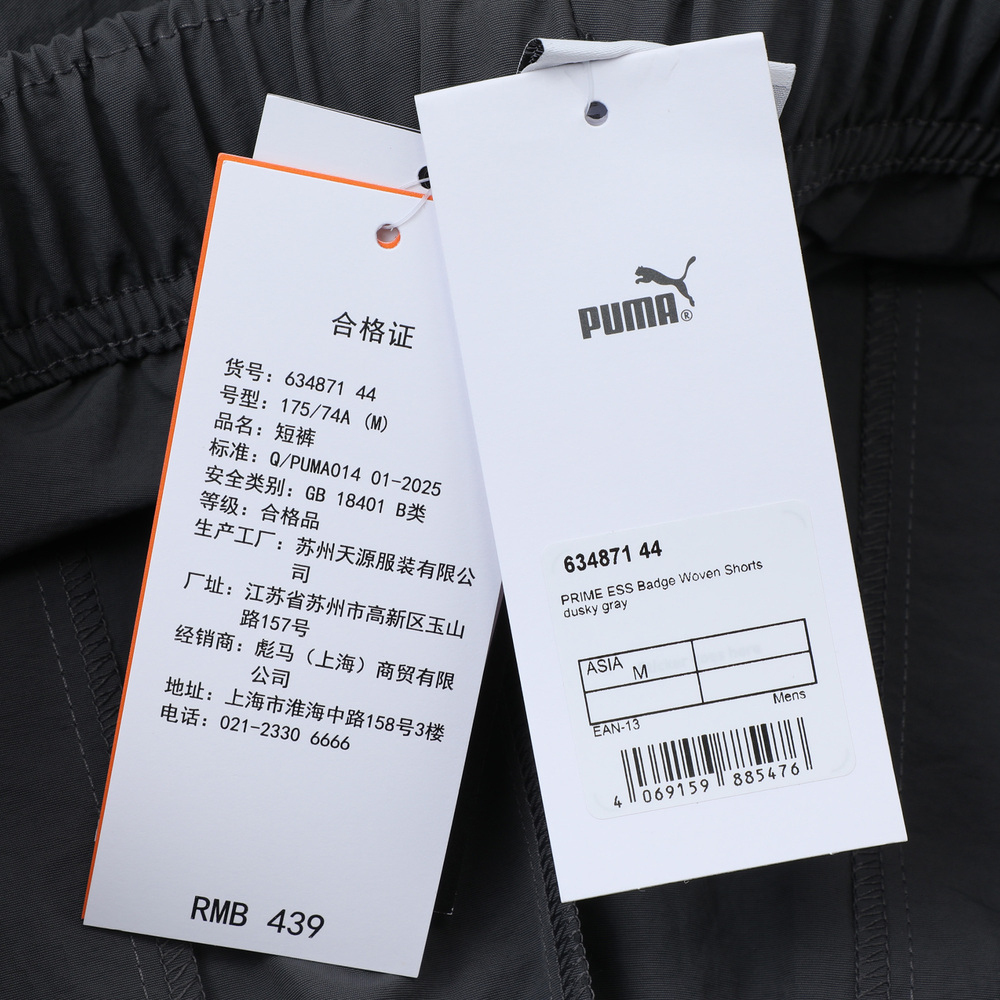 合格证
货号：634871 44
号型：175/74A (M)
品名：短裤
标准：Q/PUMA014 01-2025
安全类别：GB 18401 B类
等级：合格品
生产工厂：苏州天源服装有限公
司
厂址：江苏省苏州市高新区玉山
路157号
经销商：彪马（上海）商贸有限
公司
地址：上海市淮海中路158号3楼
电话：021-2330 6666
RMB 439
PUMA®
634871 44
PRIME ESS Badge Woven Shorts
dusky gray
ASIA M
Mens
EAN-13
4 069159 885476